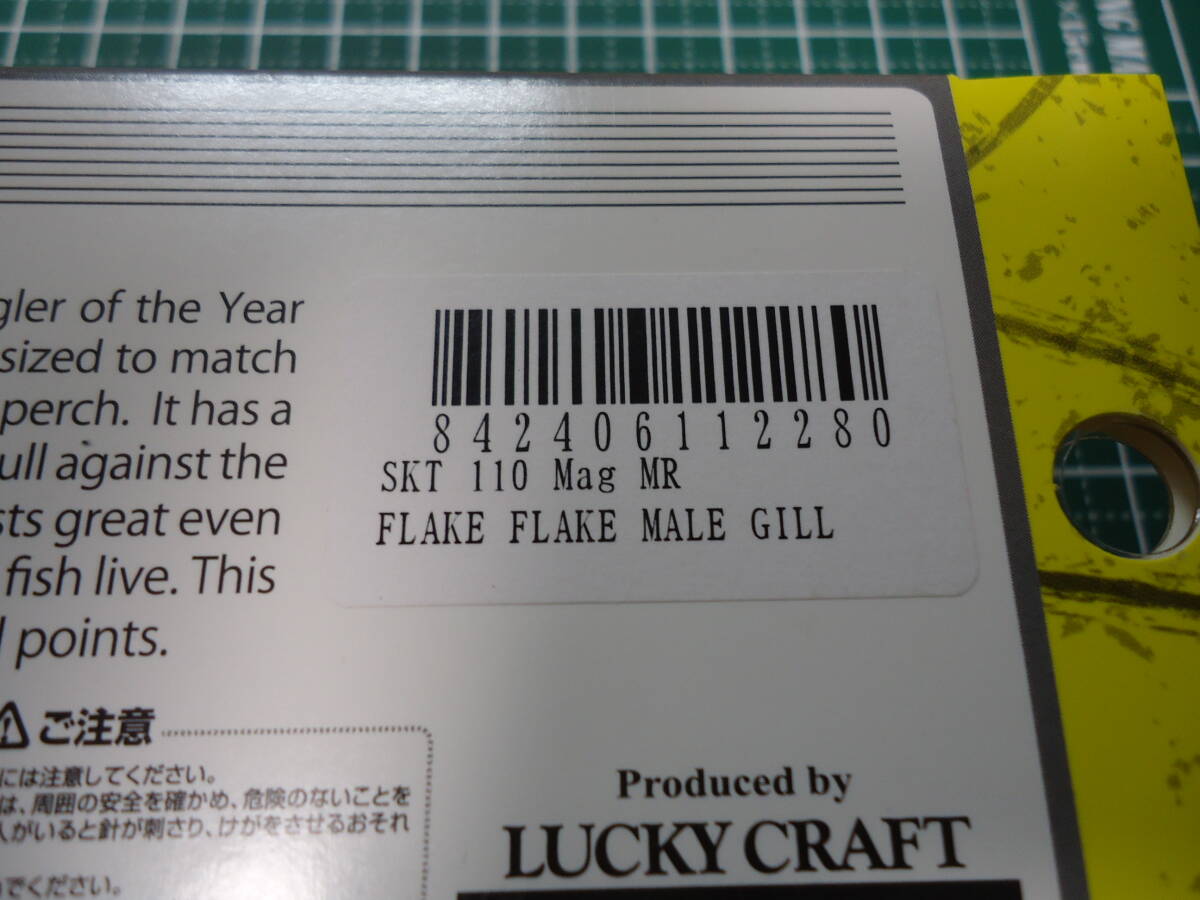 gler of the Year
sized to match
perch. It has a
ull against the
sts great even
fish live. This
points.
842406112280
SKT 110 Mag MR
FLAKE FLAKE MALE GILL
ご注意
には注意してください。
は、周囲の安全を確かめ、危険のないことを
人がいると針が刺さり、けがをさせるおそれ
でください。
Produced by
LUCKY CRAFT